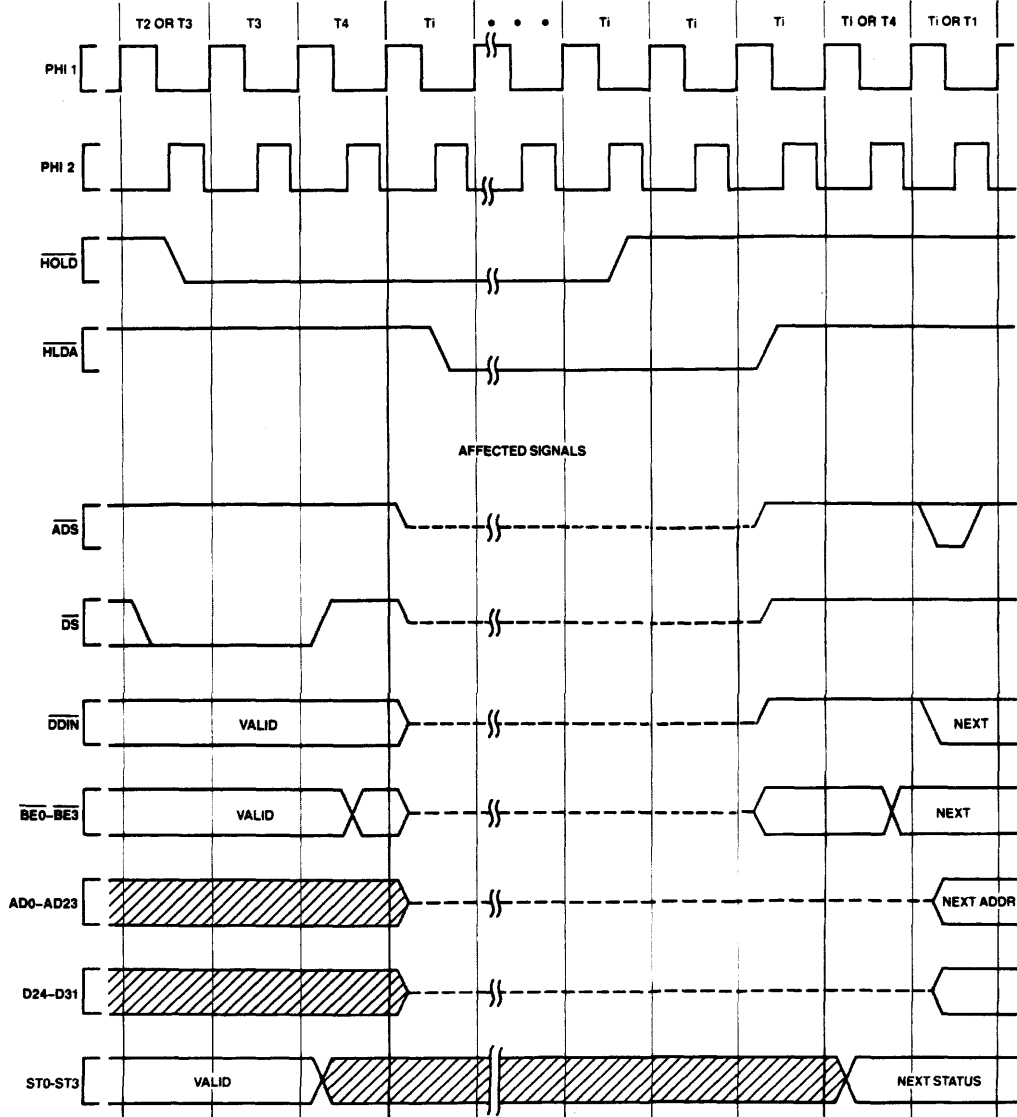 T2 OR T3 T3 T4 Ti • • • Ti Ti Ti Ti OR T4 Ti OR T1
PHI 1
PHI 2
HOLD
HLDA
AFFECTED SIGNALS
ADS
DS
DDIN VALID NEXT
BE0–BE3 VALID NEXT
AD0–AD23 NEXT ADDR
D24–D31
ST0-ST3 VALID NEXT STATUS